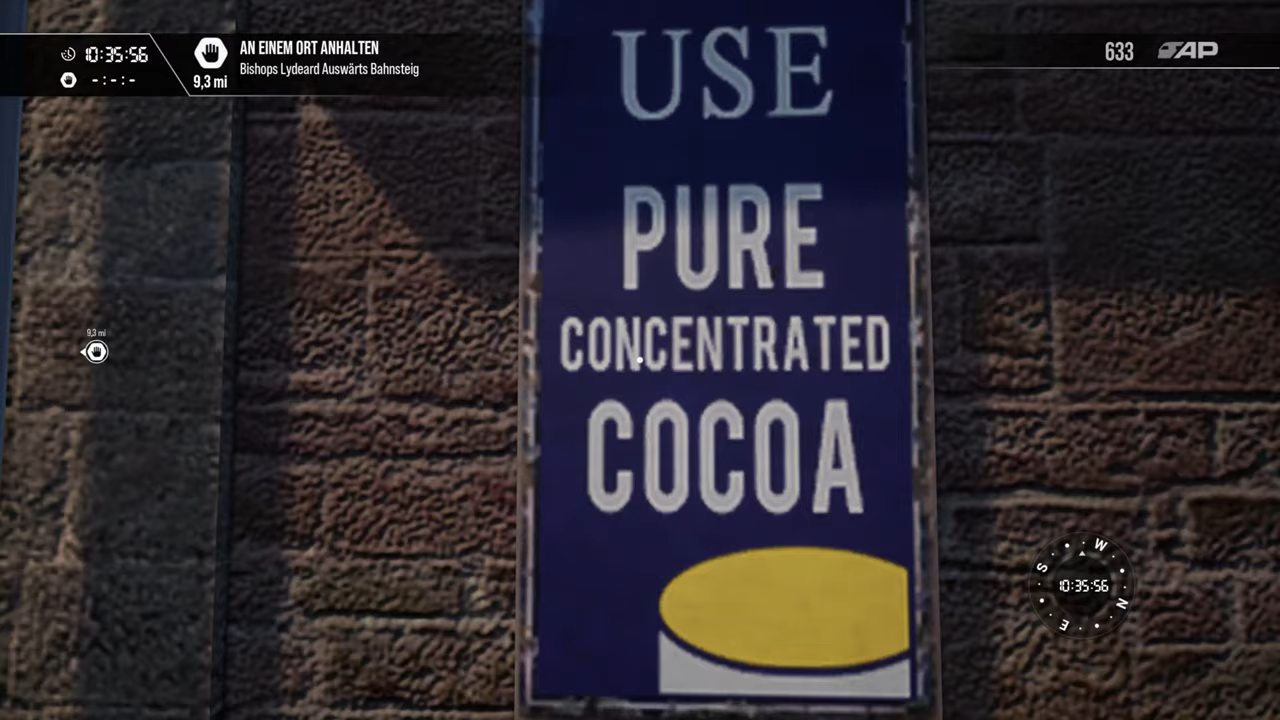 10:35:56
- : - : -
9,3 mi
AN EINEM ORT ANHALTEN
Bishops Lydeard Auswärts Bahnsteig
633
AP
USE
PURE
CONCENTRATED
COCOA
9,3 mi
W
S
N
E
10:35:56